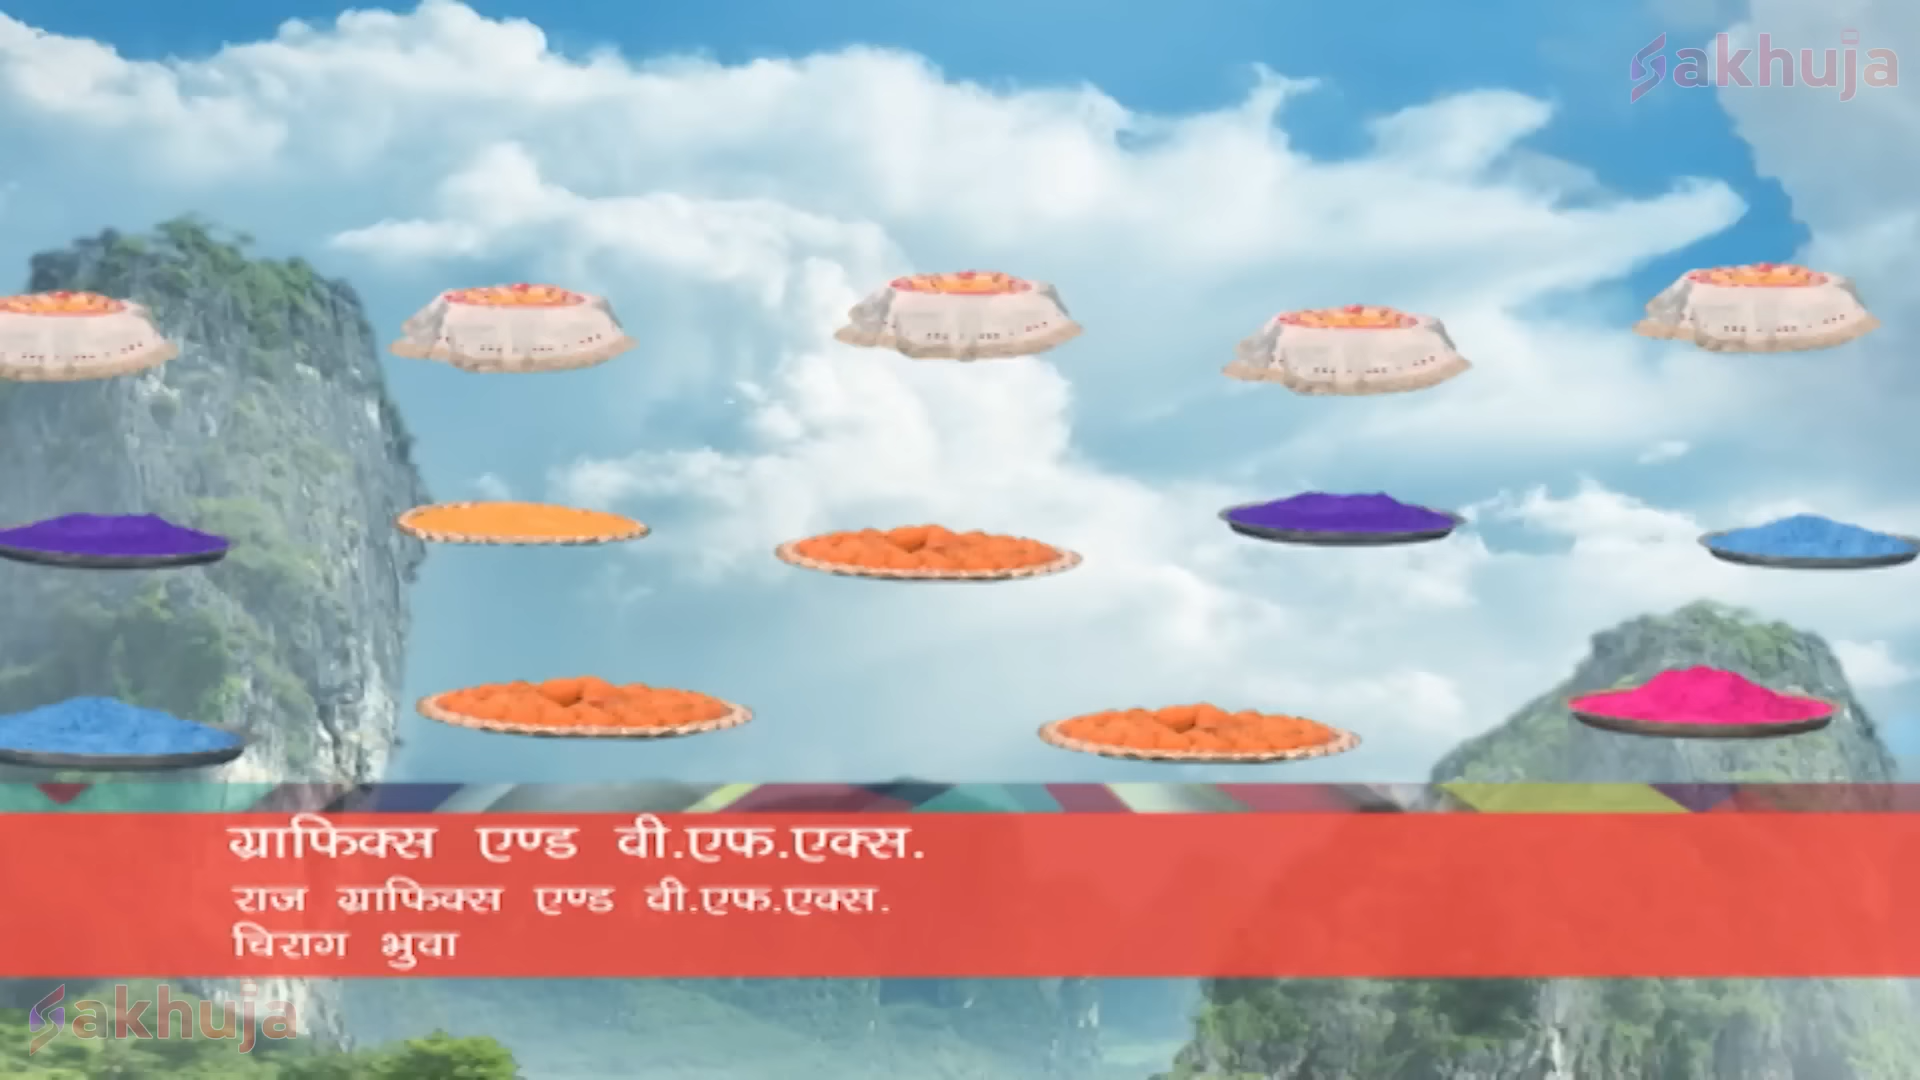 Sakhuja
ग्राफिक्स एण्ड वी.एफ.एक्स.
राज ग्राफिक्स एण्ड वी.एफ.एक्स.
चिराग भुवा
Sakhuja